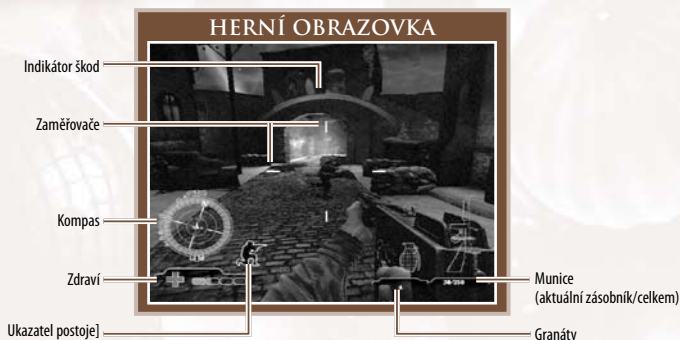 HERNÍ OBRAZOVKA
Indikátor škod
Zaměřovače
Kompas
Zdraví
Ukazatel postoje]
Munice
(aktuální zásobník/celkem)
Granáty